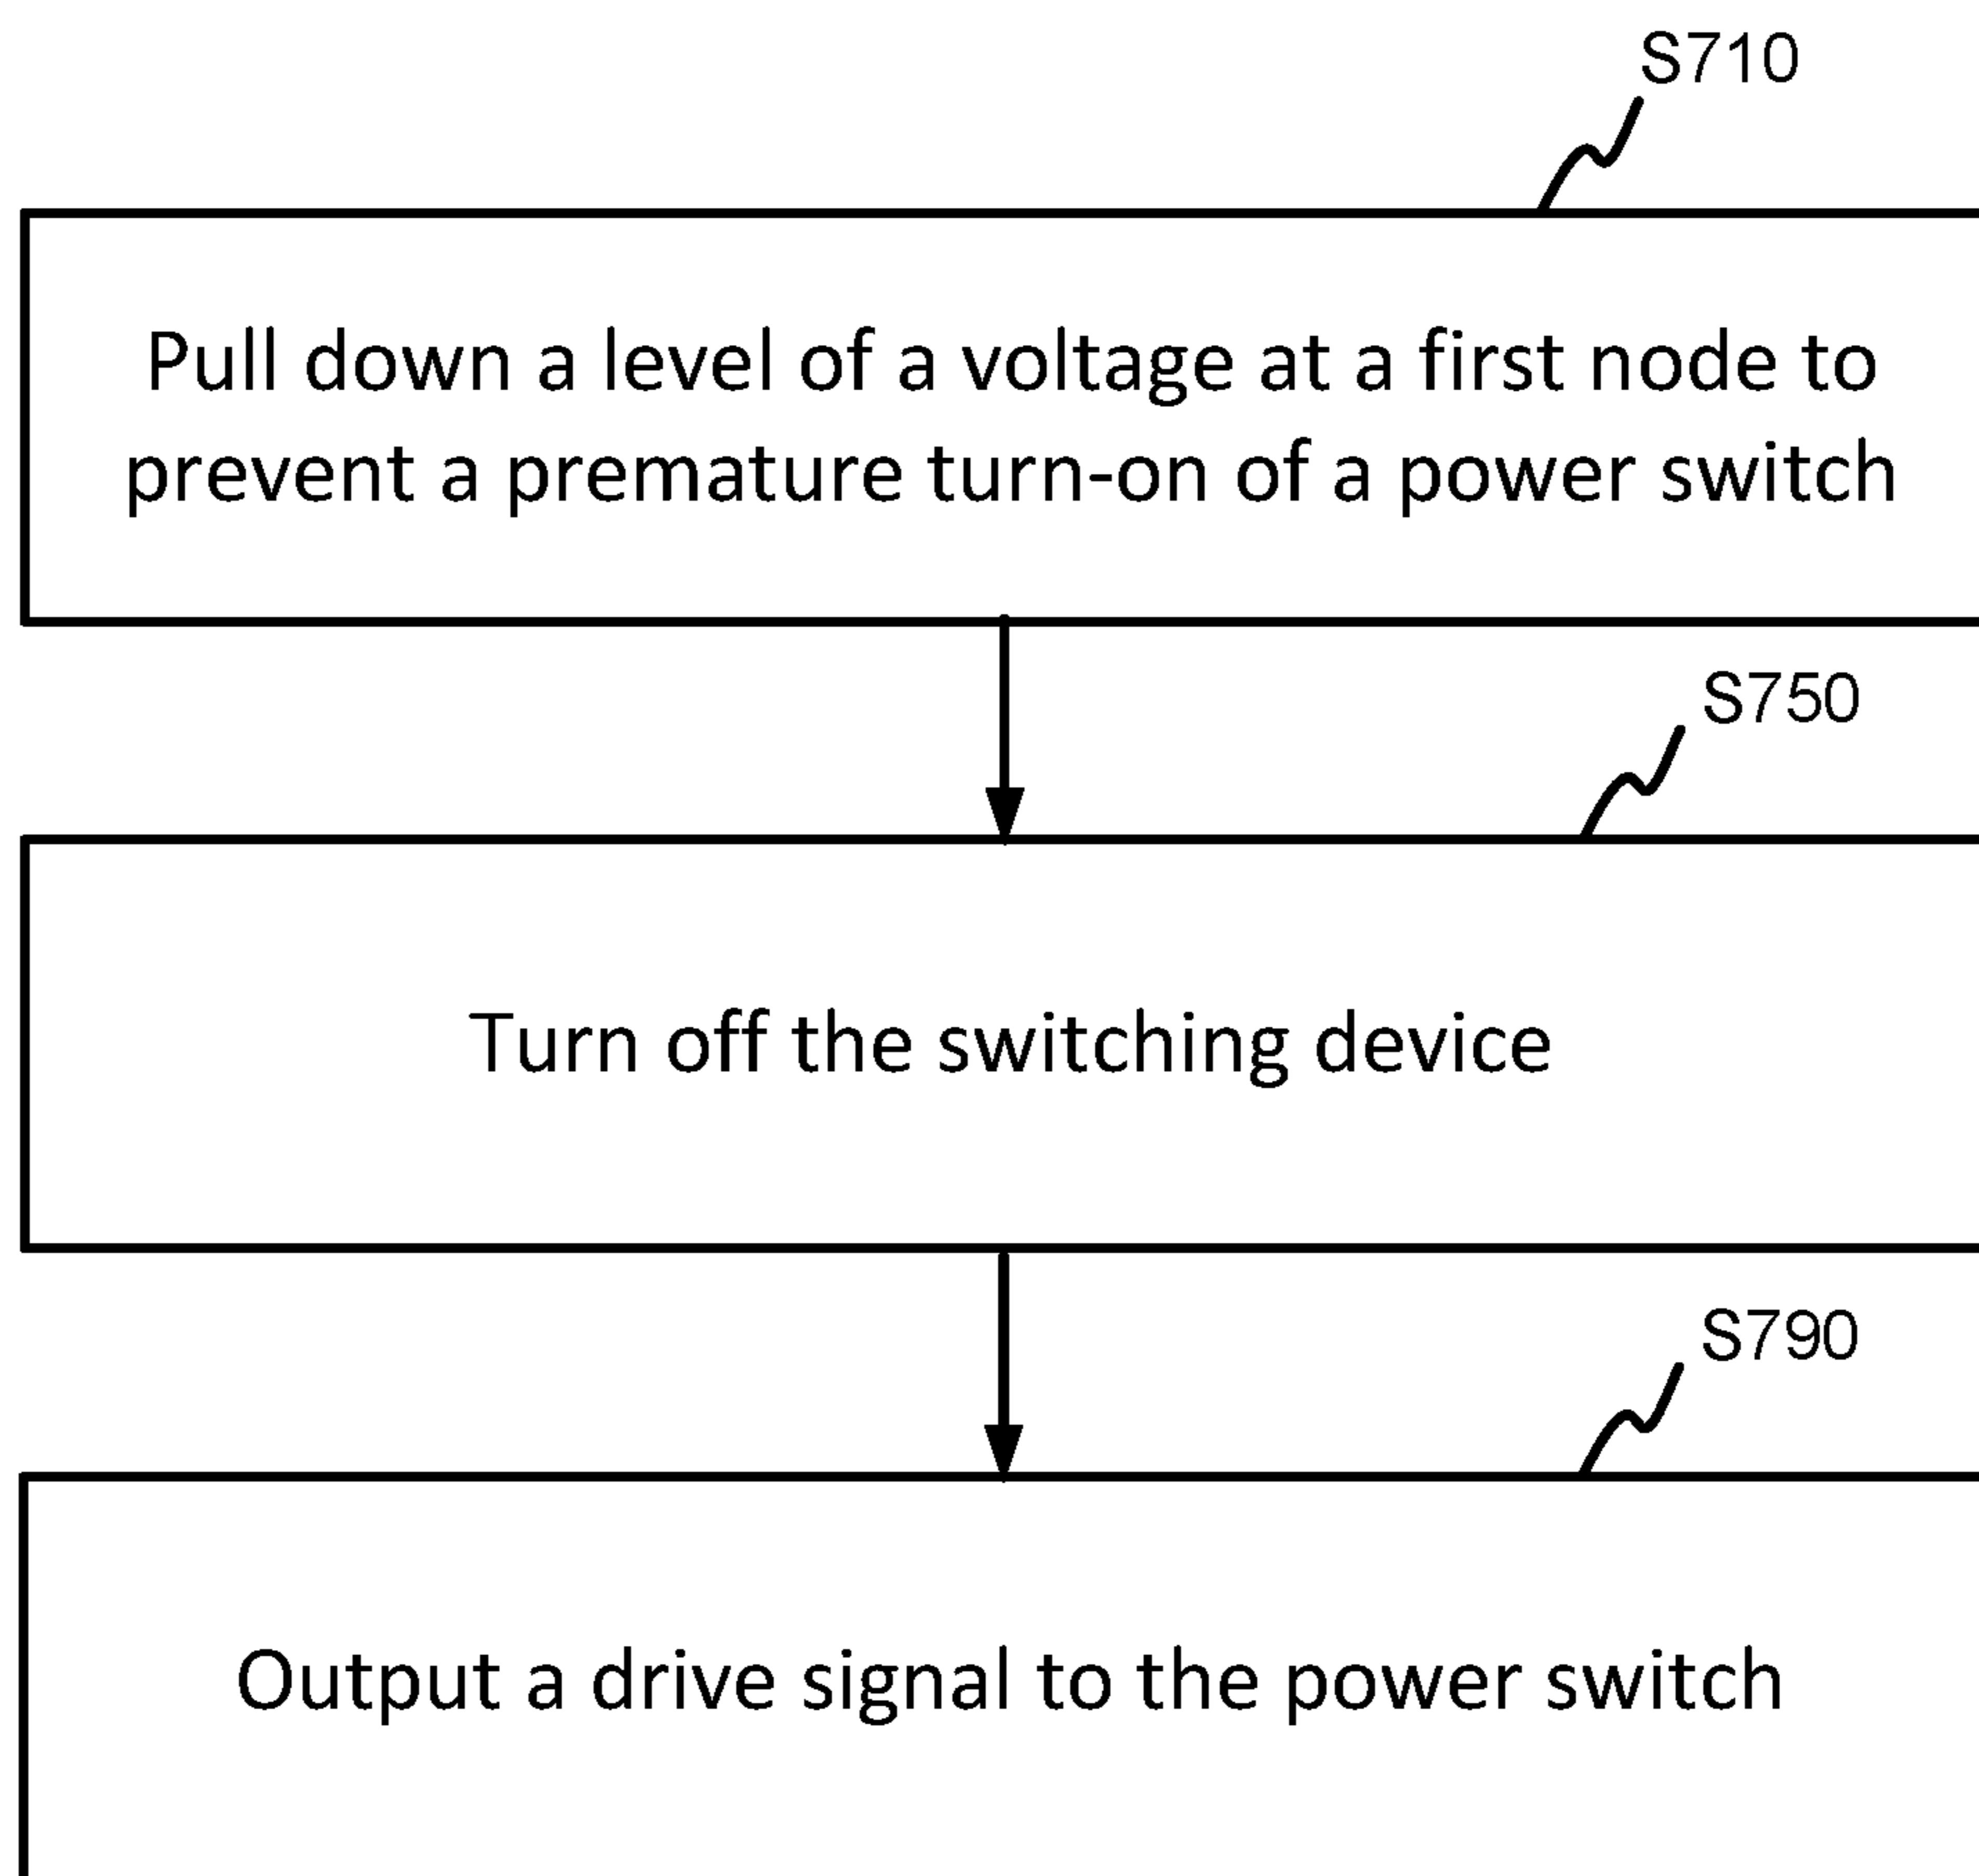 S710
Pull down a level of a voltage at a first node to
prevent a premature turn-on of a power switch
S750
Turn off the switching device
S790
Output a drive signal to the power switch